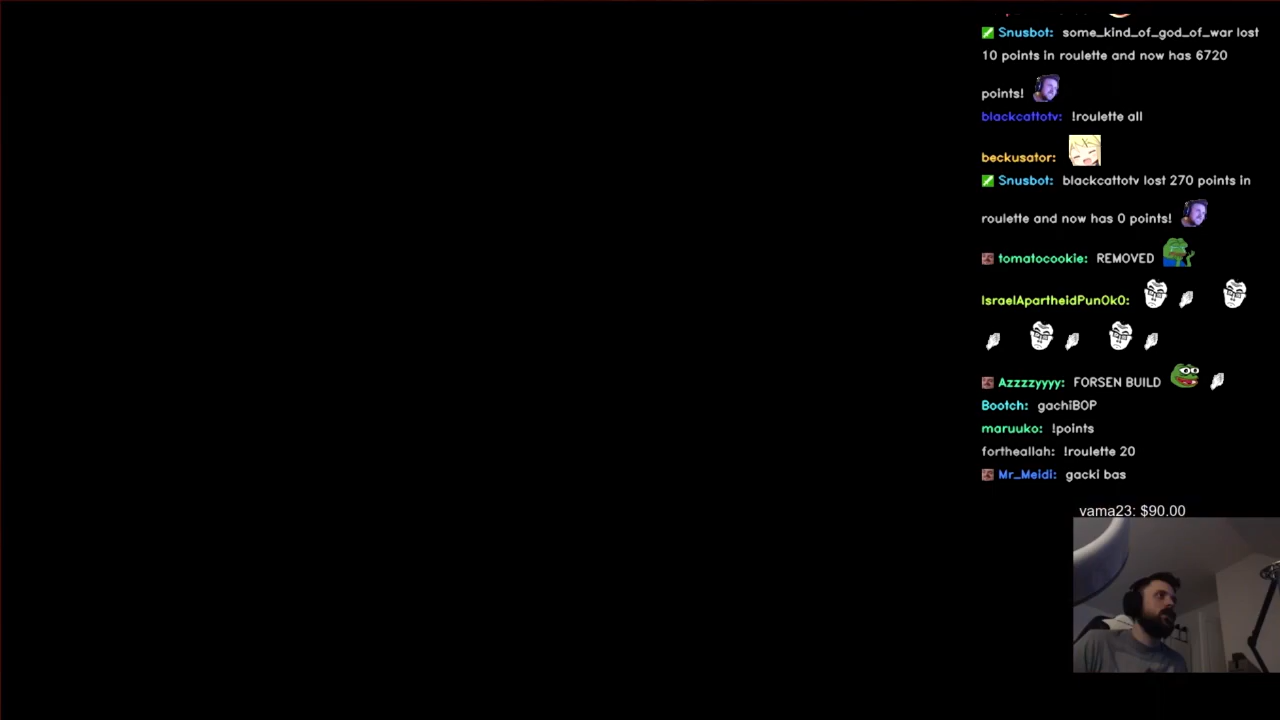 Snusbot: some_kind_of_god_of_war lost
10 points in roulette and now has 6720
points!
blackcattotv: !roulette all
beckusator:
Snusbot: blackcattotv lost 270 points in
roulette and now has 0 points!
tomatocookie: REMOVED
IsraelApartheidPunOk0:
Azzzzyyyy: FORSEN BUILD
Bootch: gachiBOP
maruuko: !points
fortheallah: !roulette 20
Mr_Meidi: gacki bas
yama23: $90.00